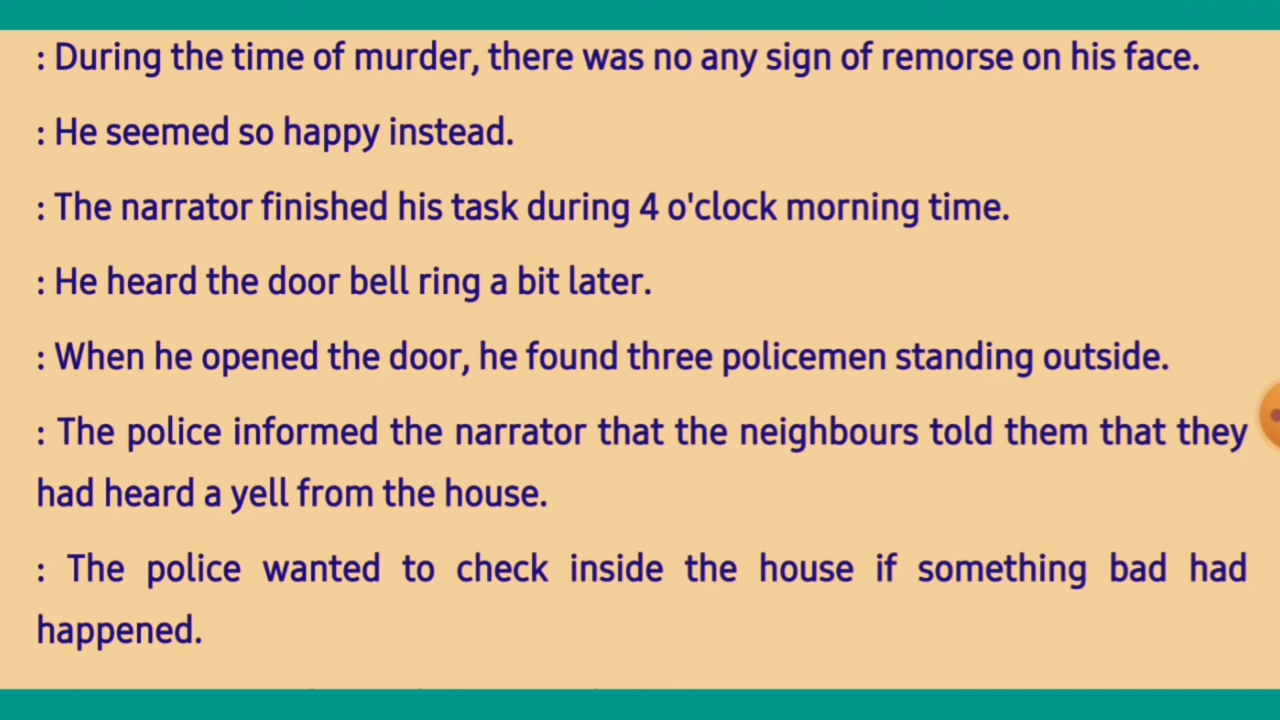 : During the time of murder, there was no any sign of remorse on his face.
: He seemed so happy instead.
: The narrator finished his task during 4 o'clock morning time.
: He heard the door bell ring a bit later.
: When he opened the door, he found three policemen standing outside.
: The police informed the narrator that the neighbours told them that they
had heard a yell from the house.
: The police wanted to check inside the house if something bad had
happened.